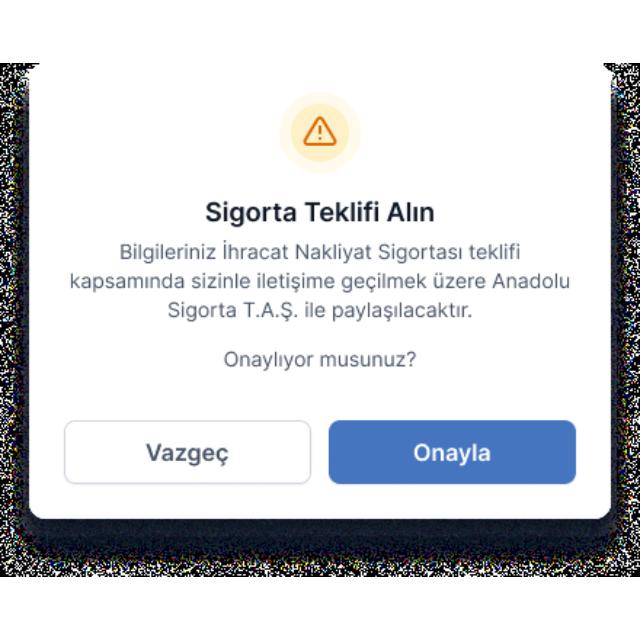 Sigorta Teklifi Alın
Bilgileriniz İhracat Nakliyat Sigortası teklifi
kapsamında sizinle iletişime geçilmek üzere Anadolu
Sigorta T.A.Ş. ile paylaşılacaktır.
Onaylıyor musunuz?
Vazgeç
Onayla